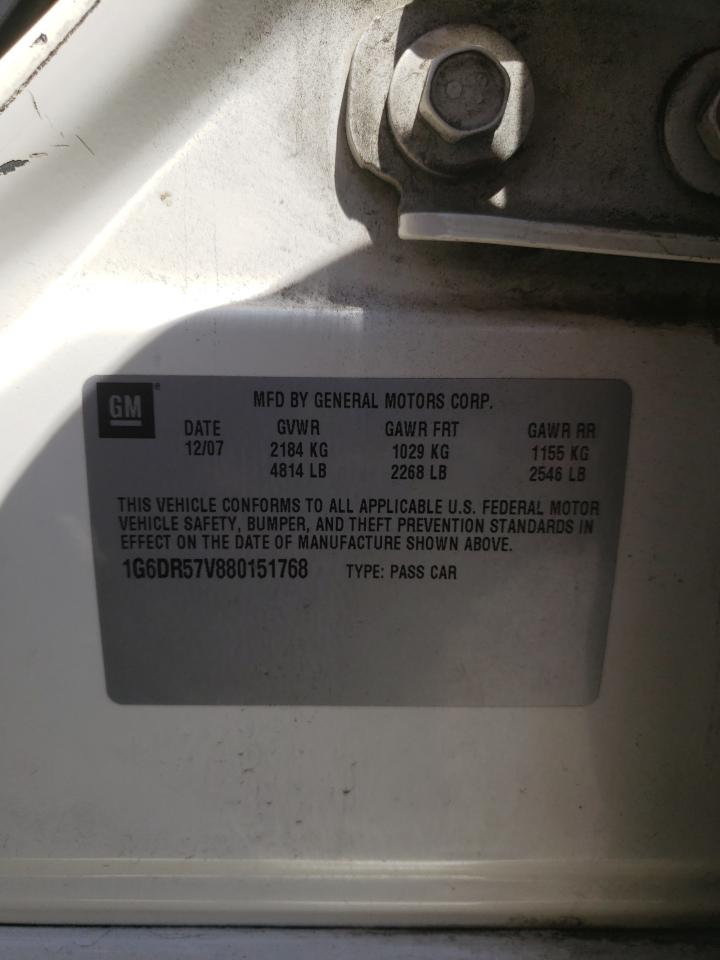 GM®
MFD BY GENERAL MOTORS CORP.
DATE GVWR GAWR FRT GAWR RR
12/07 2184 KG 1029 KG 1155 KG
4814 LB 2268 LB 2546 LB
THIS VEHICLE CONFORMS TO ALL APPLICABLE U.S. FEDERAL MOTOR
VEHICLE SAFETY, BUMPER, AND THEFT PREVENTION STANDARDS IN
EFFECT ON THE DATE OF MANUFACTURE SHOWN ABOVE.
1G6DR57V880151768 TYPE: PASS CAR